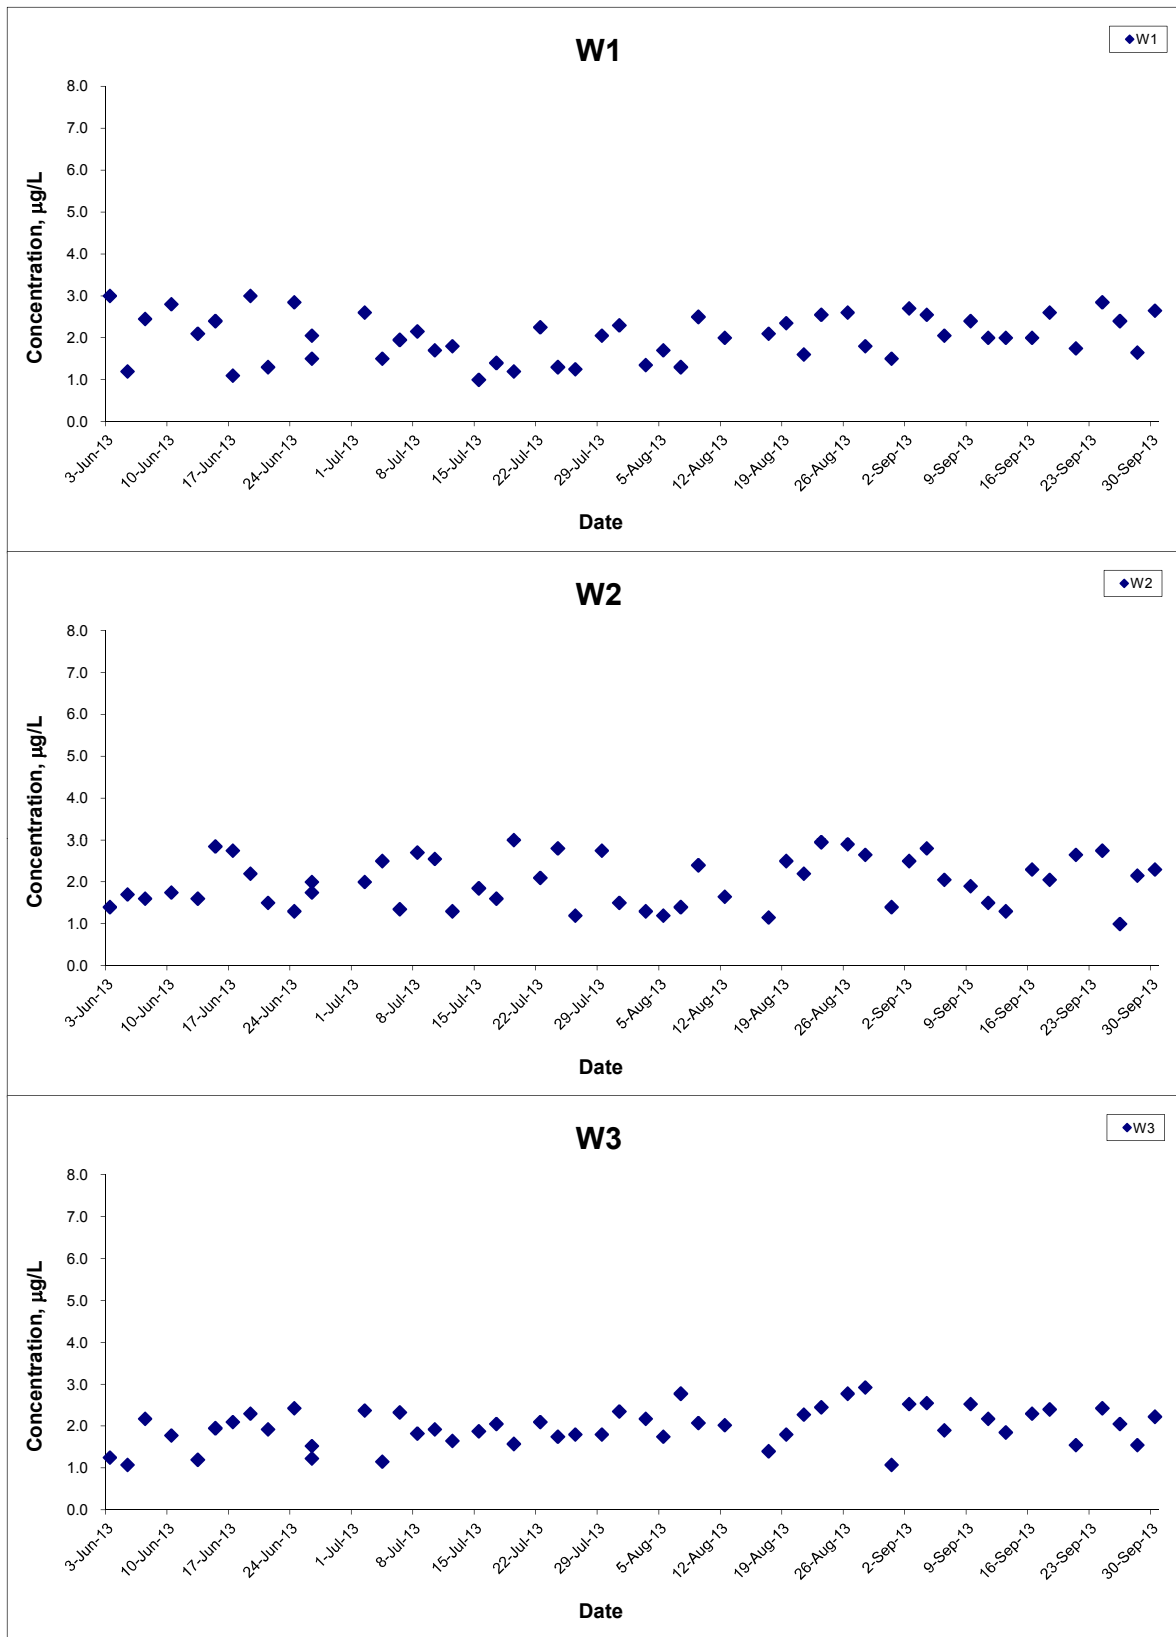 W1
W1
8.0
7.0
6.0
5.0
4.0
3.0
2.0
1.0
0.0
Concentration, µg/L
3-Jun-13
10-Jun-13
17-Jun-13
24-Jun-13
1-Jul-13
8-Jul-13
15-Jul-13
22-Jul-13
29-Jul-13
5-Aug-13
12-Aug-13
19-Aug-13
26-Aug-13
2-Sep-13
9-Sep-13
16-Sep-13
23-Sep-13
30-Sep-13
Date
W2
W2
8.0
7.0
6.0
5.0
4.0
3.0
2.0
1.0
0.0
Concentration, µg/L
3-Jun-13
10-Jun-13
17-Jun-13
24-Jun-13
1-Jul-13
8-Jul-13
15-Jul-13
22-Jul-13
29-Jul-13
5-Aug-13
12-Aug-13
19-Aug-13
26-Aug-13
2-Sep-13
9-Sep-13
16-Sep-13
23-Sep-13
30-Sep-13
Date
W3
W3
8.0
7.0
6.0
5.0
4.0
3.0
2.0
1.0
0.0
Concentration, µg/L
3-Jun-13
10-Jun-13
17-Jun-13
24-Jun-13
1-Jul-13
8-Jul-13
15-Jul-13
22-Jul-13
29-Jul-13
5-Aug-13
12-Aug-13
19-Aug-13
26-Aug-13
2-Sep-13
9-Sep-13
16-Sep-13
23-Sep-13
30-Sep-13
Date